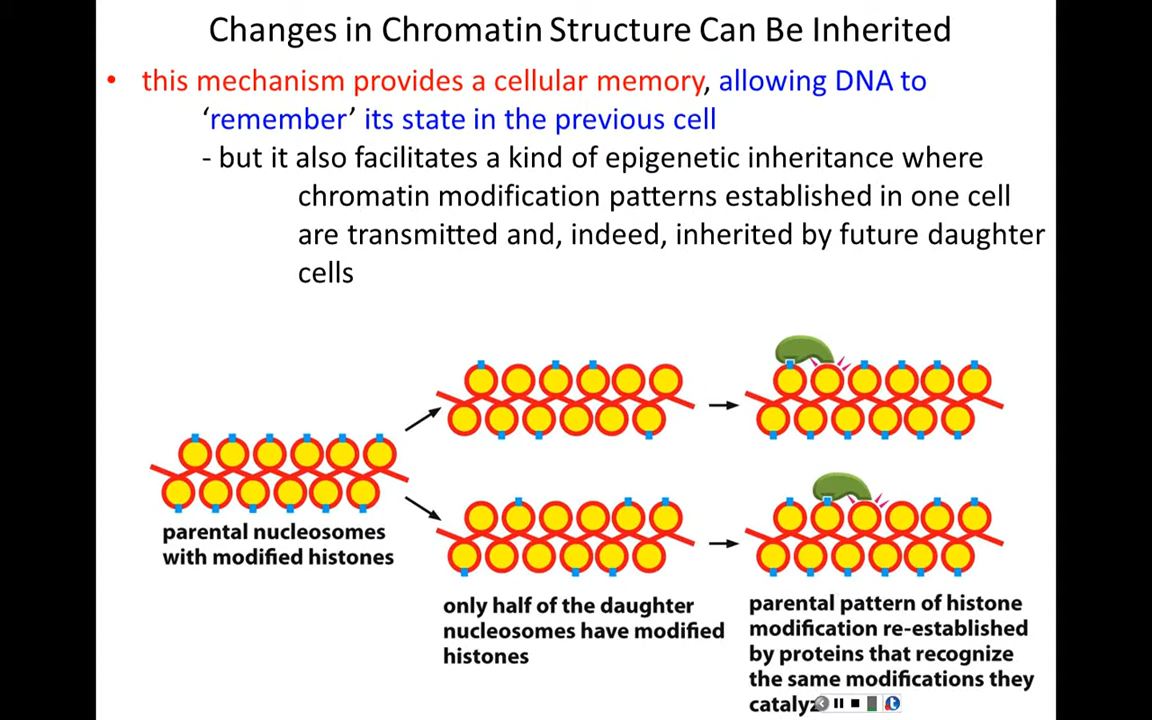 Changes in Chromatin Structure Can Be Inherited
• this mechanism provides a cellular memory, allowing DNA to
‘remember’ its state in the previous cell
- but it also facilitates a kind of epigenetic inheritance where
chromatin modification patterns established in one cell
are transmitted and, indeed, inherited by future daughter
cells
parental nucleosomes
with modified histones
only half of the daughter
nucleosomes have modified
histones
parental pattern of histone
modification re-established
by proteins that recognize
the same modifications they